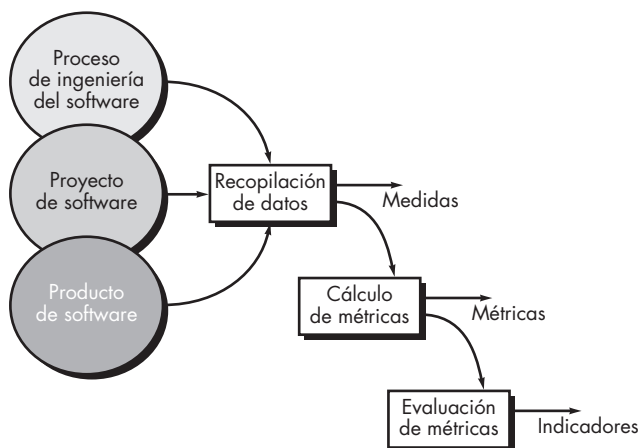 Proceso
de ingeniería
del software
Proyecto
de software
Producto
de software
Recopilación
de datos
Medidas
Cálculo
de métricas
Métricas
Evaluación
de métricas
Indicadores